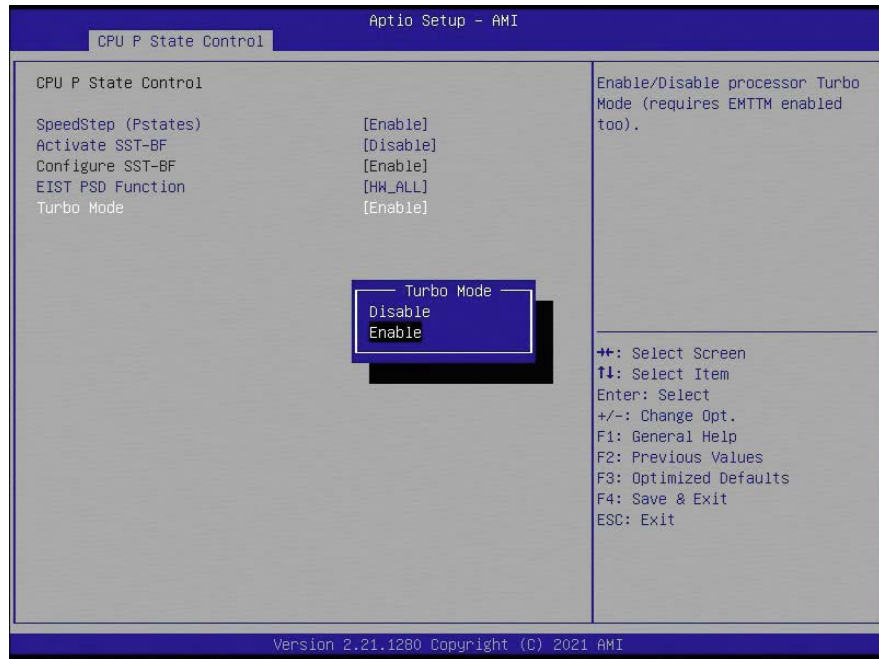 Aptio Setup – AMI
CPU P State Control
CPU P State Control
SpeedStep (Pstates) [Enable]
Activate SST-BF [Disable]
Configure SST-BF [Enable]
EIST PSD Function [HW_ALL]
Turbo Mode [Enable]
Turbo Mode
Disable
Enable
Enable/Disable processor Turbo
Mode (requires EMTTM enabled
too).
→←: Select Screen
↑↓: Select Item
Enter: Select
+/-: Change Opt.
F1: General Help
F2: Previous Values
F3: Optimized Defaults
F4: Save & Exit
ESC: Exit
Version 2.21.1280 Copyright (C) 2021 AMI